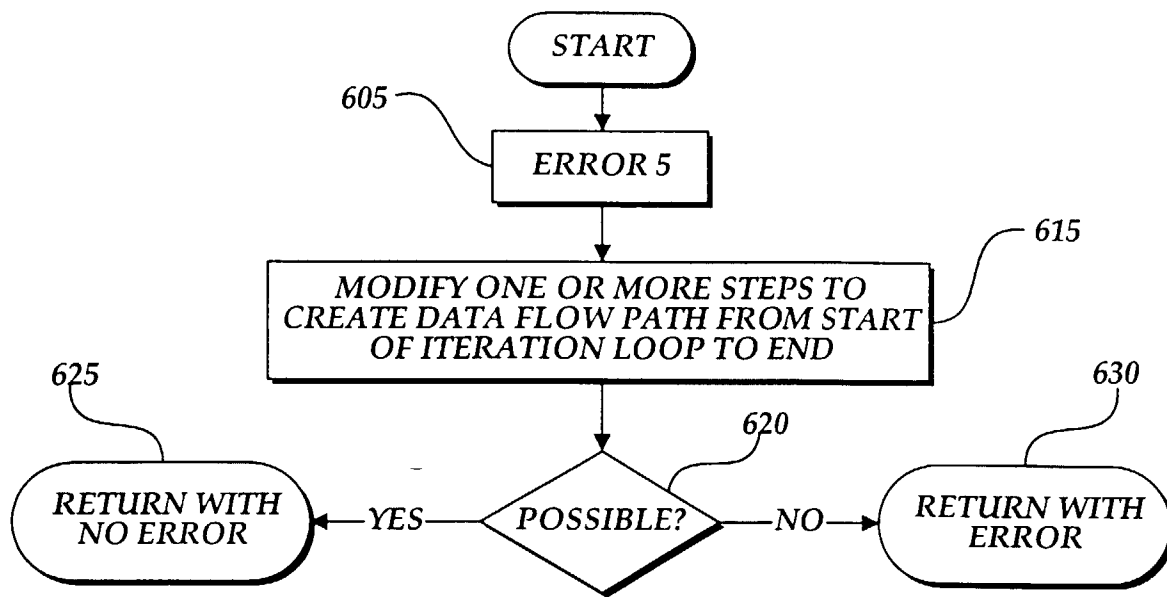 START
605
ERROR 5
615
MODIFY ONE OR MORE STEPS TO
CREATE DATA FLOW PATH FROM START
OF ITERATION LOOP TO END
625
620
630
RETURN WITH
NO ERROR
YES
POSSIBLE?
NO
RETURN WITH
ERROR